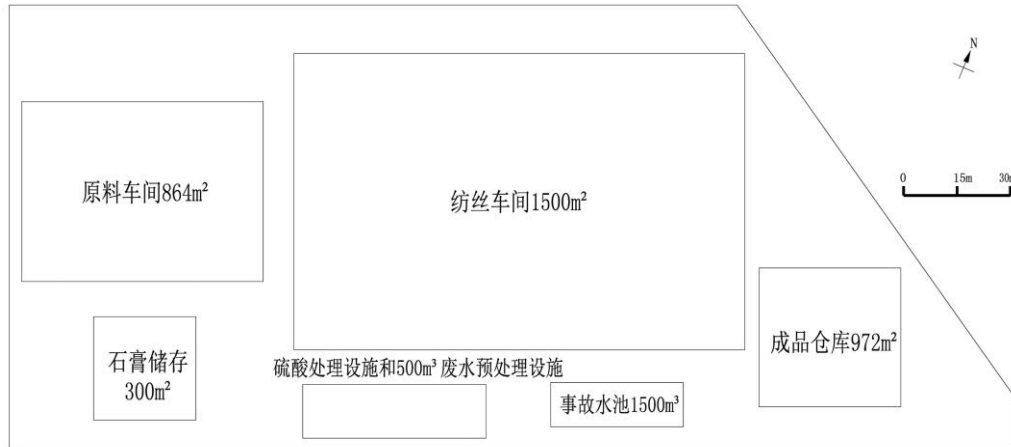 N
0 15m 30m
原料车间864m²
纺丝车间1500m²
石膏储存
300m²
成品仓库972m²
硫酸处理设施和500m³废水预处理设施
事故水池1500m³